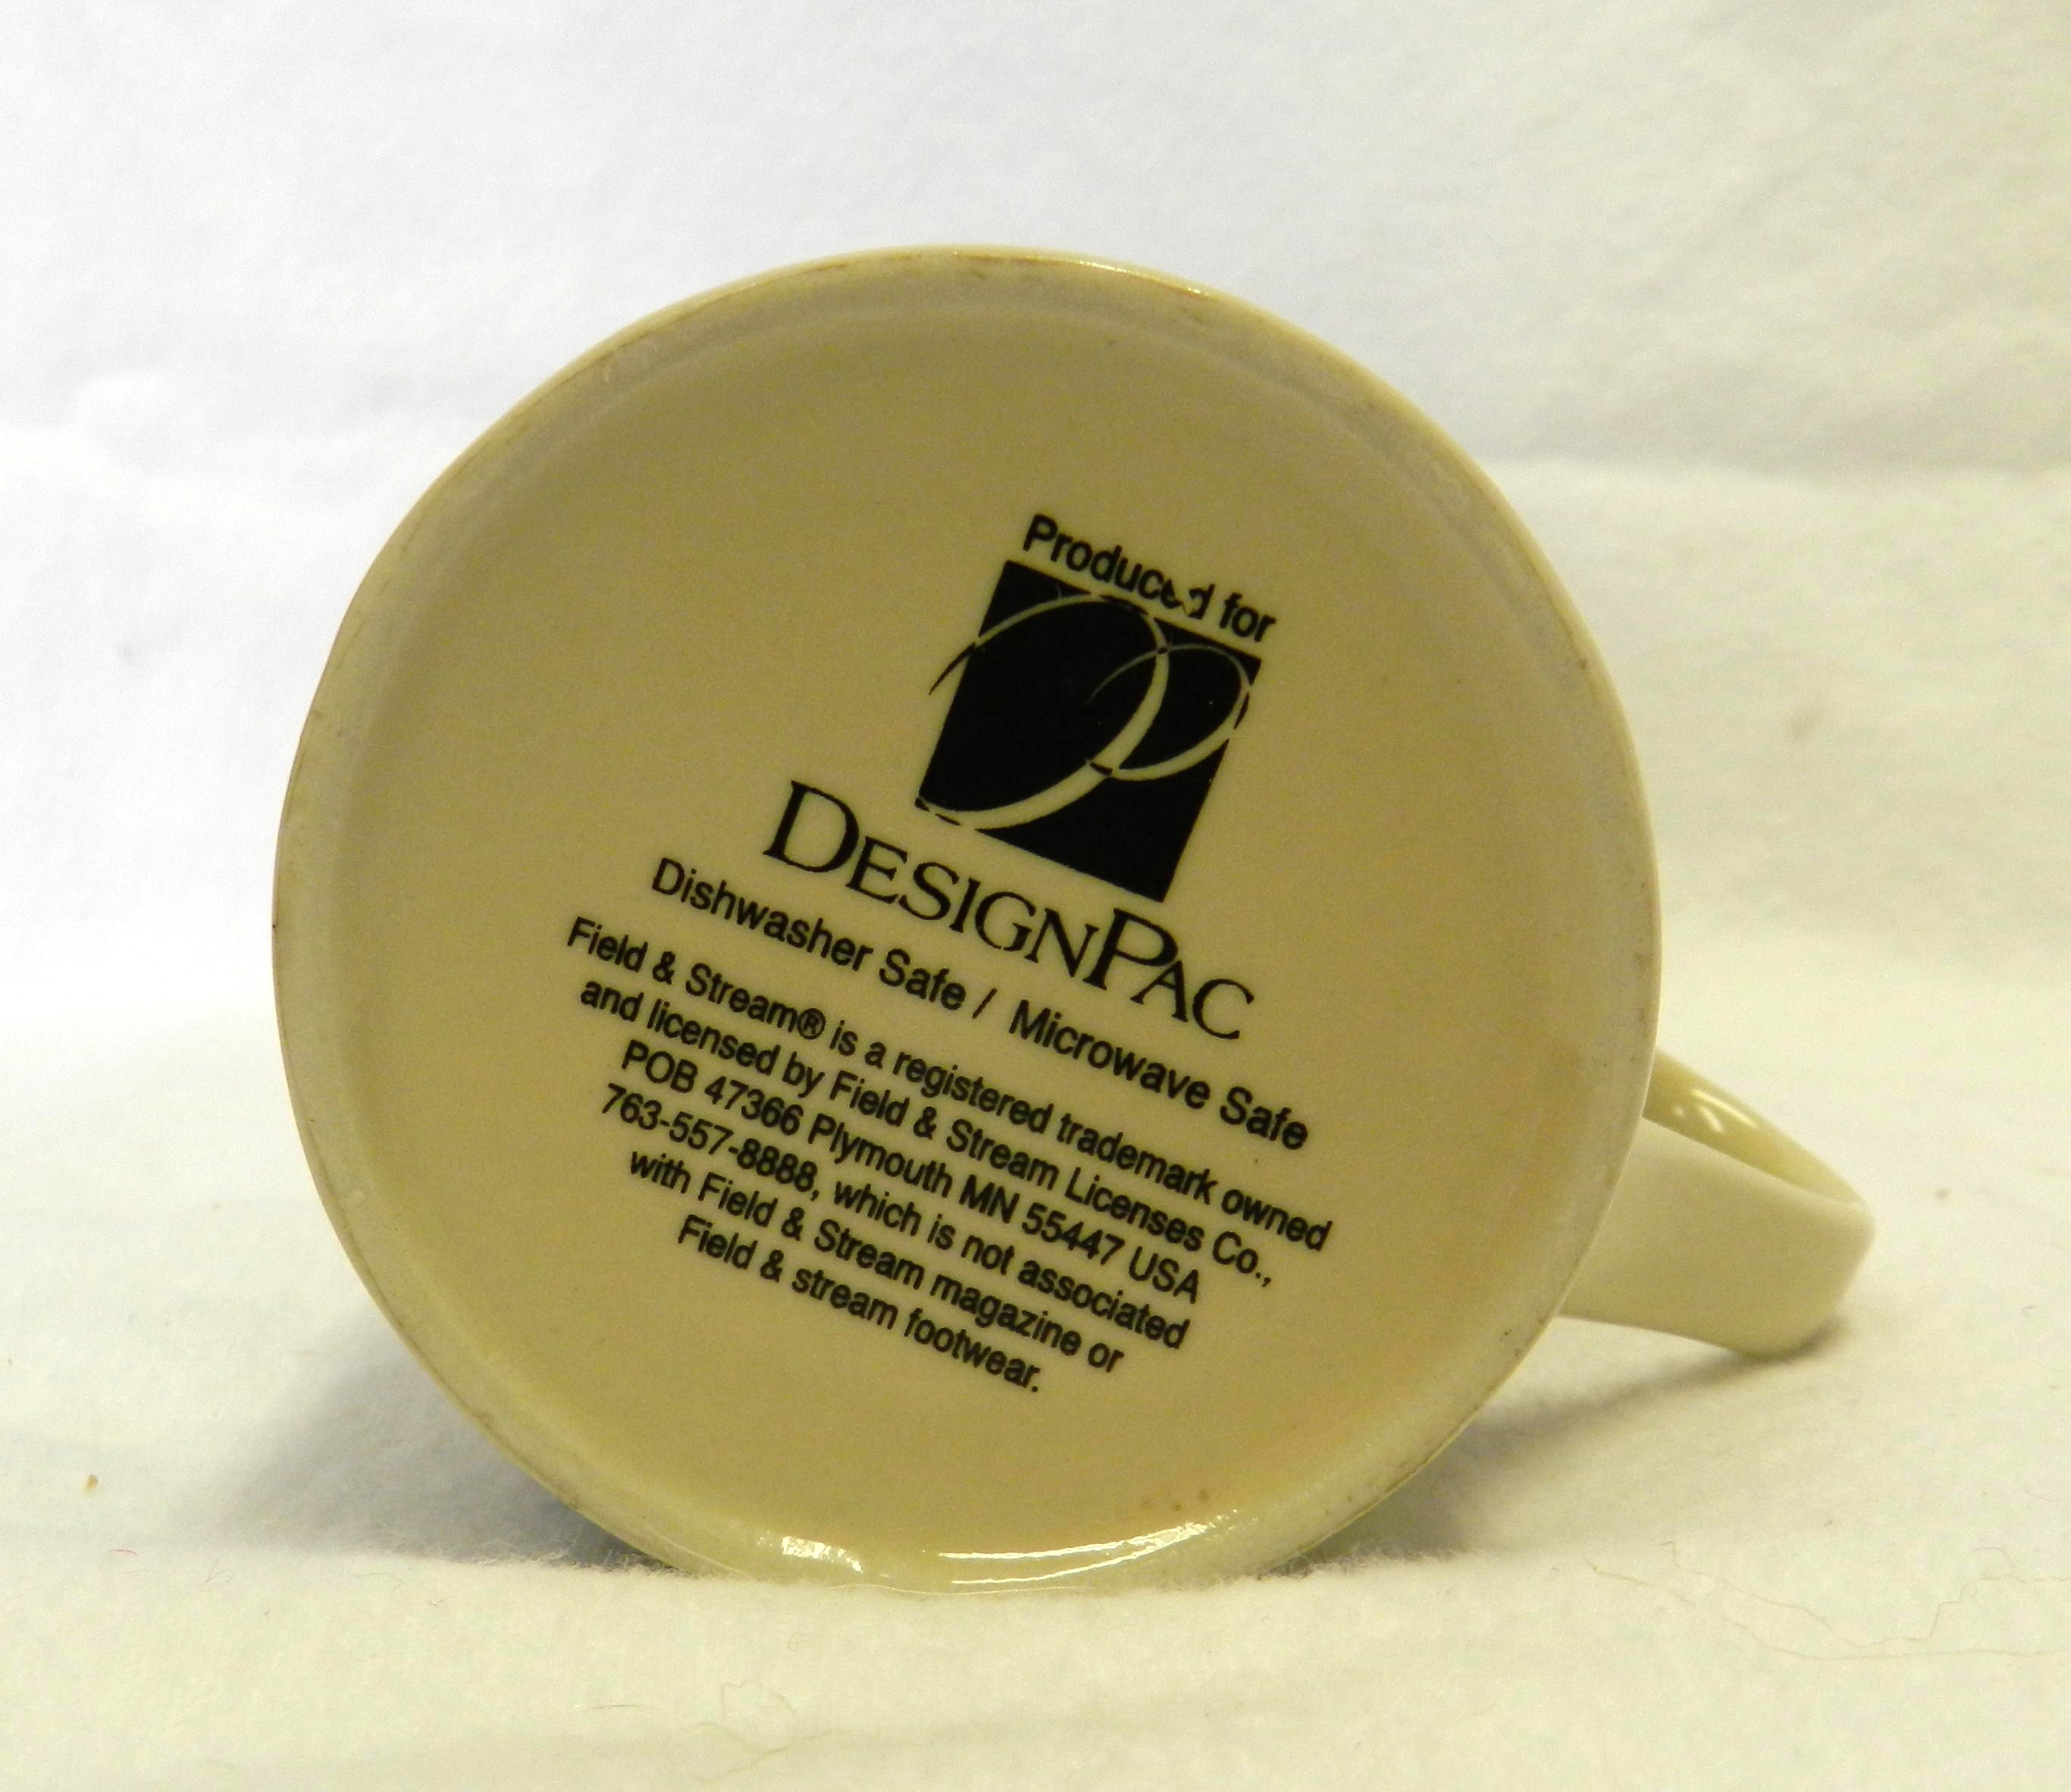 Produced for
DESIGNPAC
Dishwasher Safe / Microwave Safe
Field & Stream® is a registered trademark owned
and licensed by Field & Stream Licenses Co.,
POB 47366 Plymouth MN 55447 USA
763-557-8888, which is not associated
with Field & Stream magazine or
Field & stream footwear.